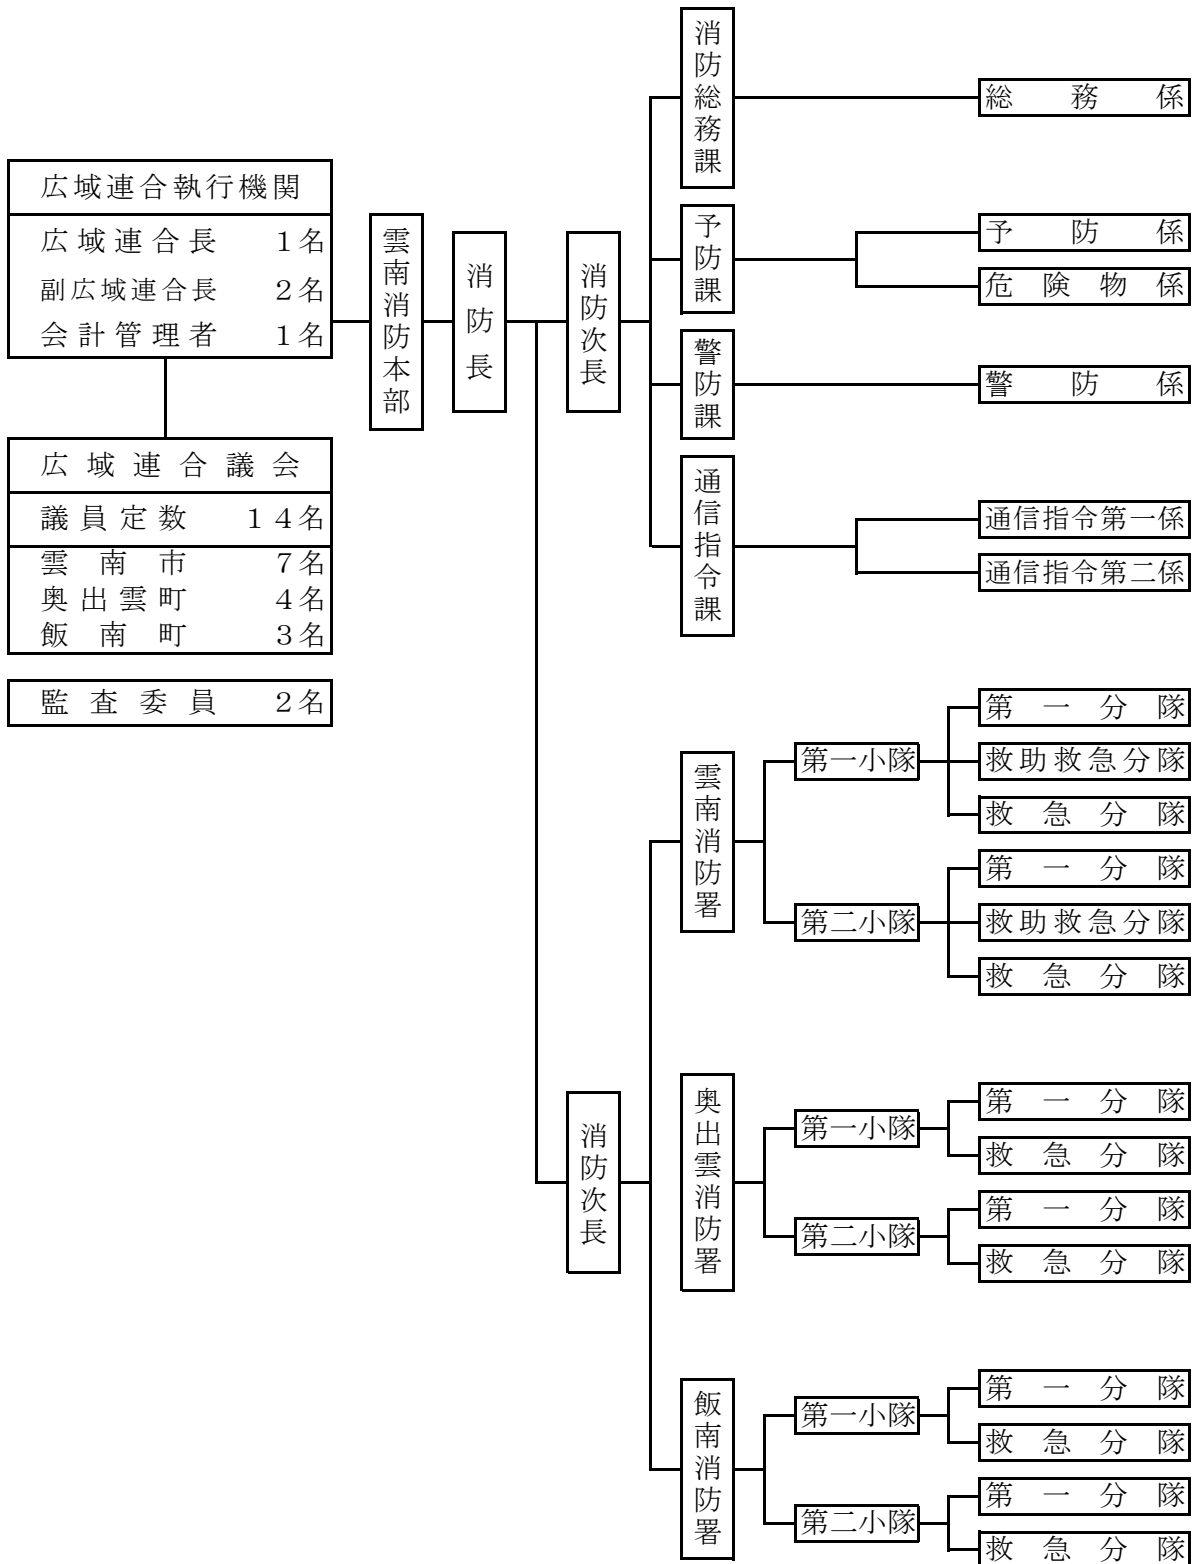 広域連合執行機関
広域連合長 1名
副広域連合長 2名
会計管理者 1名
広域連合議会
議員定数 14名
雲南市 7名
奥出雲町 4名
飯南町 3名
監査委員 2名
雲南消防本部
消防長
消防次長
消防総務課
総務係
予防課
予防係
危険物係
警防課
警防係
通信指令課
通信指令第一係
通信指令第二係
消防次長
雲南消防署
第一小隊
第一分隊
救助救急分隊
救急分隊
第二小隊
第一分隊
救助救急分隊
救急分隊
奥出雲消防署
第一小隊
第一分隊
救急分隊
第二小隊
第一分隊
救急分隊
飯南消防署
第一小隊
第一分隊
救急分隊
第二小隊
第一分隊
救急分隊